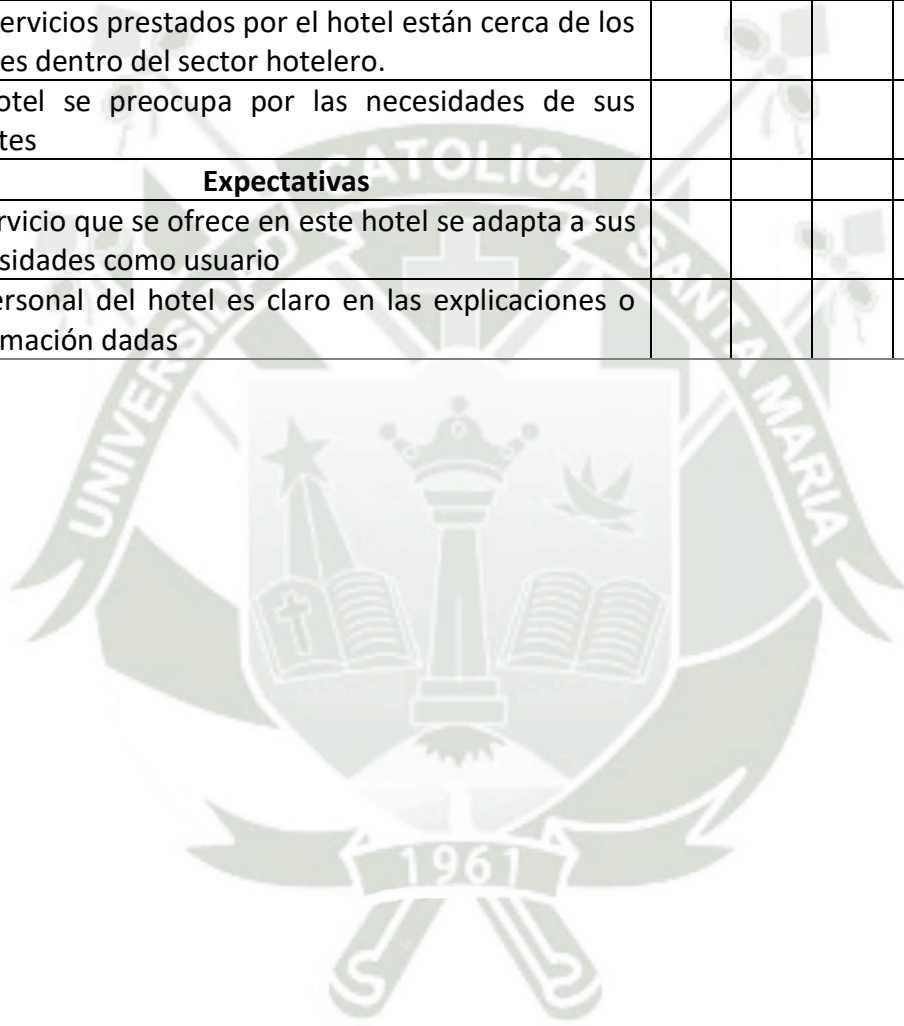 ervicios prestados por el hotel están cerca de los
es dentro del sector hotelero.
otel se preocupa por las necesidades de sus
tes
Expectativas
rvicio que se ofrece en este hotel se adapta a sus
sidades como usuario
ersonal del hotel es claro en las explicaciones o
mación dadas
UNIVERSIDAD CATOLICA SANTA MARIA
1961